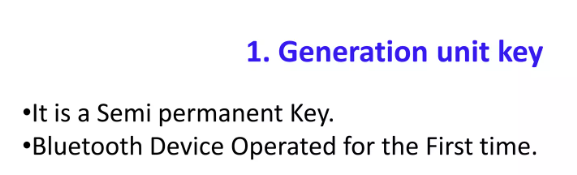 1. Generation unit key
•It is a Semi permanent Key.
•Bluetooth Device Operated for the First time.